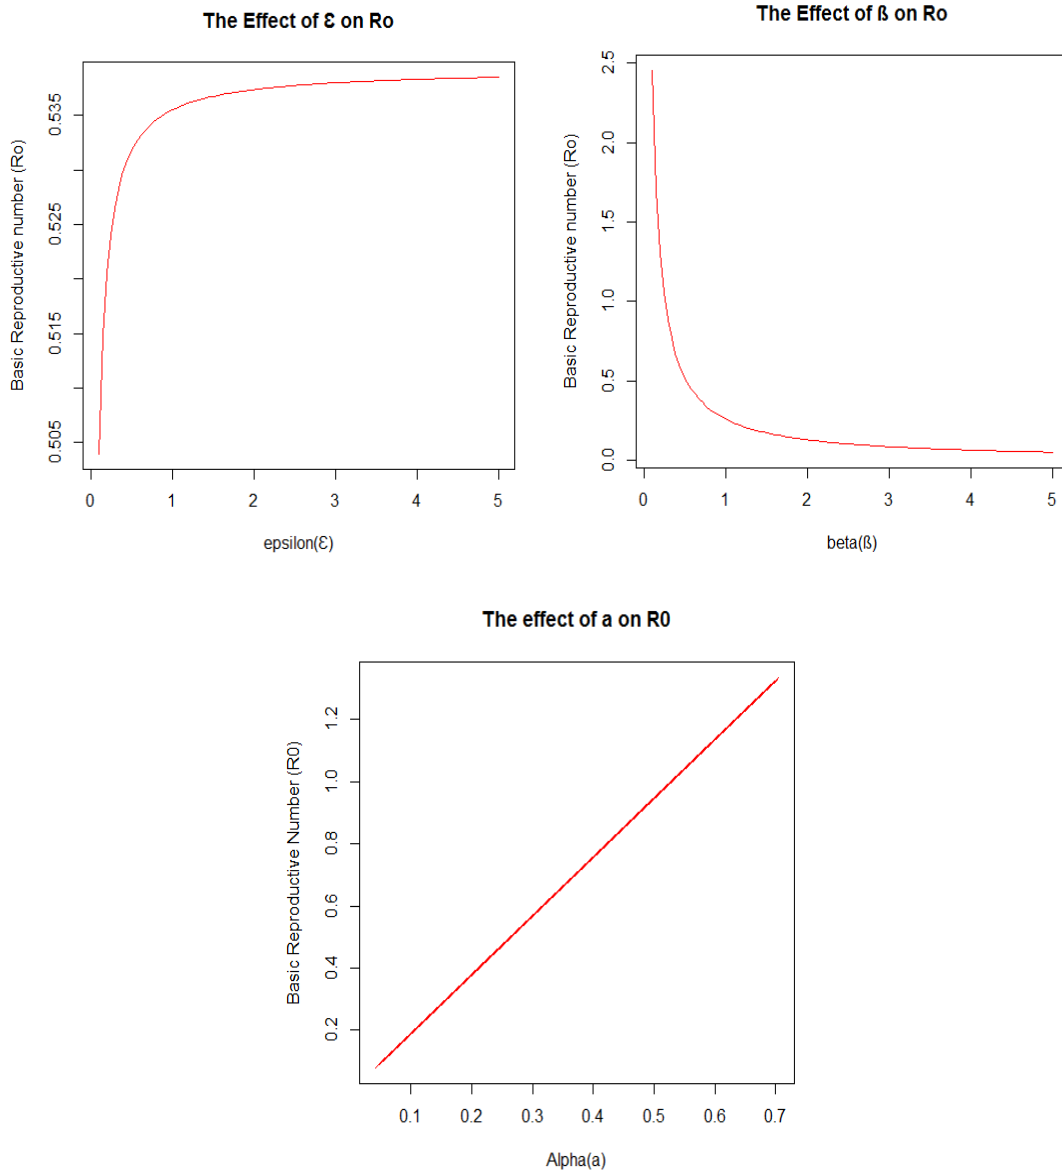 The Effect of Ɛ on Ro
Basic Reproductive number (Ro)
0.505
0.515
0.525
0.535
0 1 2 3 4 5
epsilon(Ɛ)
The Effect of ß on Ro
Basic Reproductive number (Ro)
0.0
0.5
1.0
1.5
2.0
2.5
0 1 2 3 4 5
beta(ß)
The effect of a on R0
Basic Reproductive Number (R0)
0.2
0.4
0.6
0.8
1.0
1.2
0.1 0.2 0.3 0.4 0.5 0.6 0.7
Alpha(a)